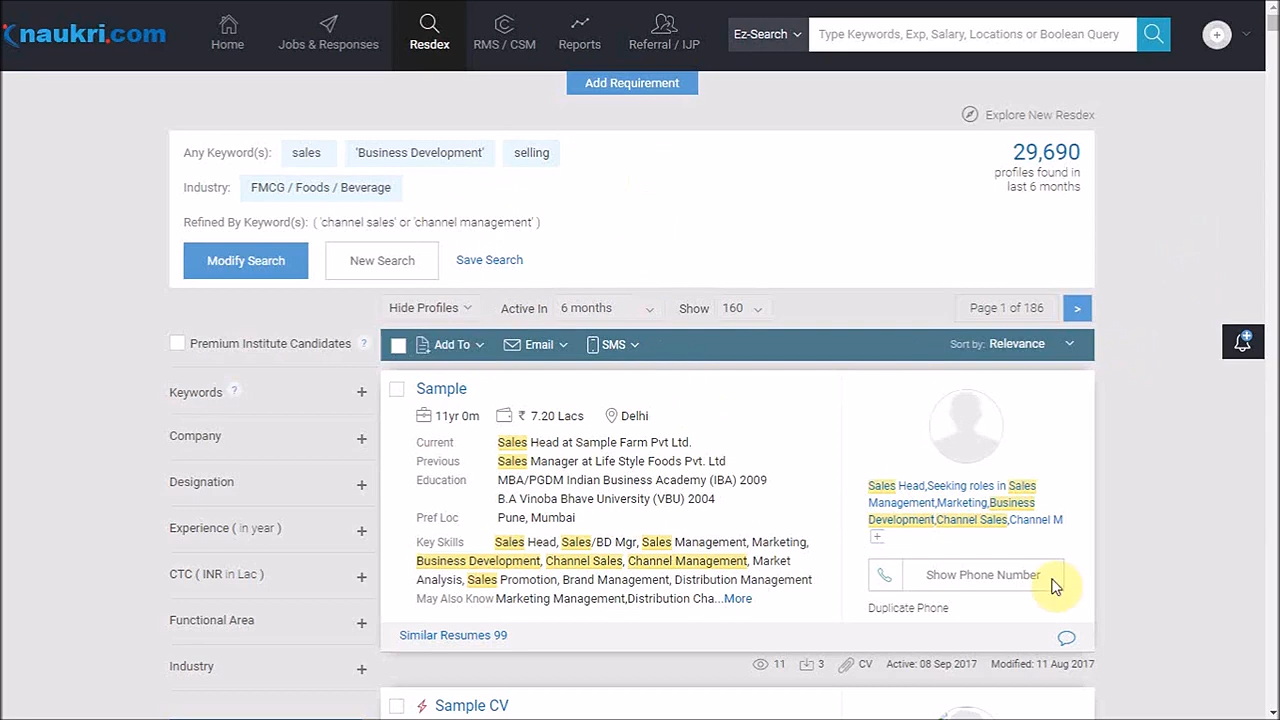 naukri.com
Home Jobs & Responses Resdex RMS / CSM Reports Referral / IJP Ez-Search Type Keywords, Exp, Salary, Locations or Boolean Query
Add Requirement
Explore New Resdex
Any Keyword(s): sales 'Business Development' selling
29,690
profiles found in
last 6 months
Industry: FMCG / Foods / Beverage
Refined By Keyword(s): ( 'channel sales' or 'channel management' )
Modify Search New Search Save Search
Hide Profiles Active In 6 months Show 160 Page 1 of 186 >
Premium Institute Candidates ?
Add To Email SMS Sort by: Relevance
Keywords ? +
Company +
Designation +
Experience ( in year ) +
CTC ( INR in Lac ) +
Functional Area +
Industry +
Sample
11yr 0m ₹ 7.20 Lacs Delhi
Current Sales Head at Sample Farm Pvt Ltd.
Previous Sales Manager at Life Style Foods Pvt. Ltd
Education MBA/PGDM Indian Business Academy (IBA) 2009
B.A Vinoba Bhave University (VBU) 2004
Pref Loc Pune, Mumbai
Key Skills Sales Head, Sales/BD Mgr, Sales Management, Marketing,
Business Development, Channel Sales, Channel Management, Market
Analysis, Sales Promotion, Brand Management, Distribution Management
May Also Know Marketing Management,Distribution Cha...More
Sales Head,Seeking roles in Sales
Management,Marketing,Business
Development,Channel Sales,Channel M
+
Show Phone Number
Duplicate Phone
Similar Resumes 99
11 3 CV Active: 08 Sep 2017 Modified: 11 Aug 2017
Sample CV